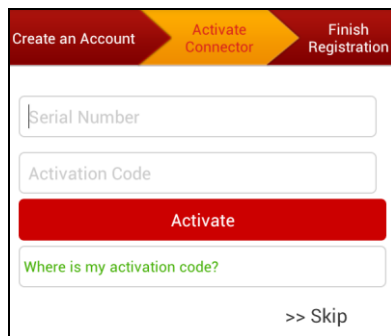 Create an Account
Activate
Connector
Finish
Registration
Serial Number
Activation Code
Activate
Where is my activation code?
>> Skip